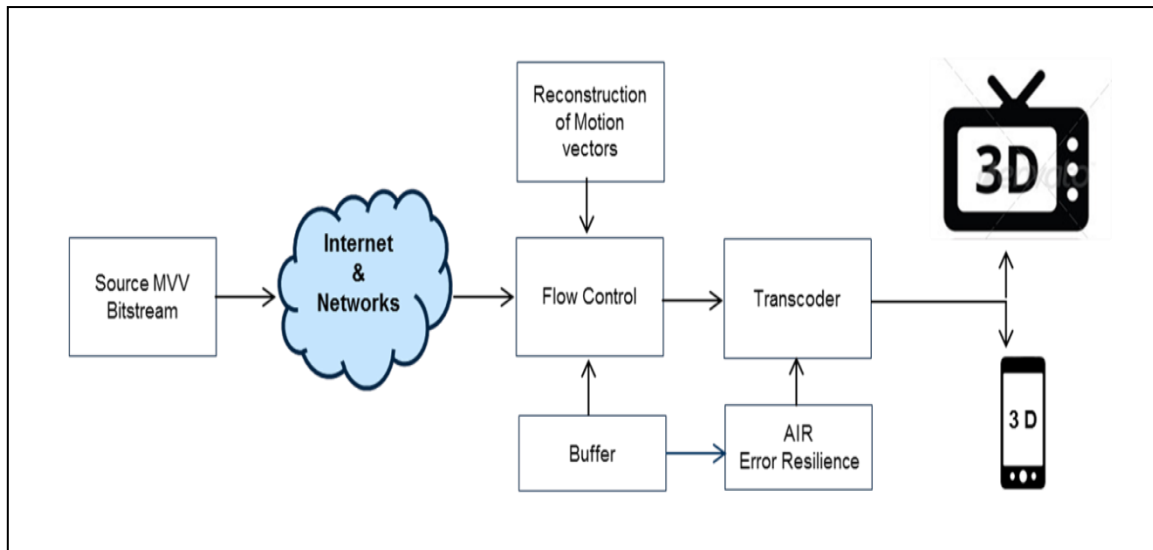 Reconstruction
of Motion
vectors
3D
Source MVV
Bitstream
Internet
&
Networks
Flow Control
Transcoder
Buffer
AIR
Error Resilience
3 D